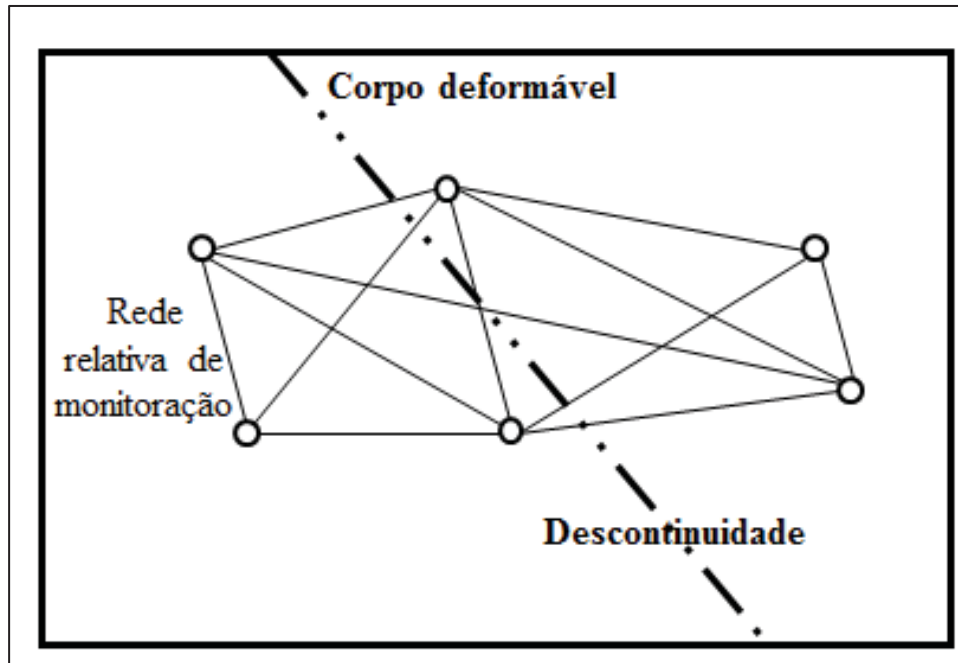 Corpo deformável
Rede
relativa de
monitoração
Descontinuidade